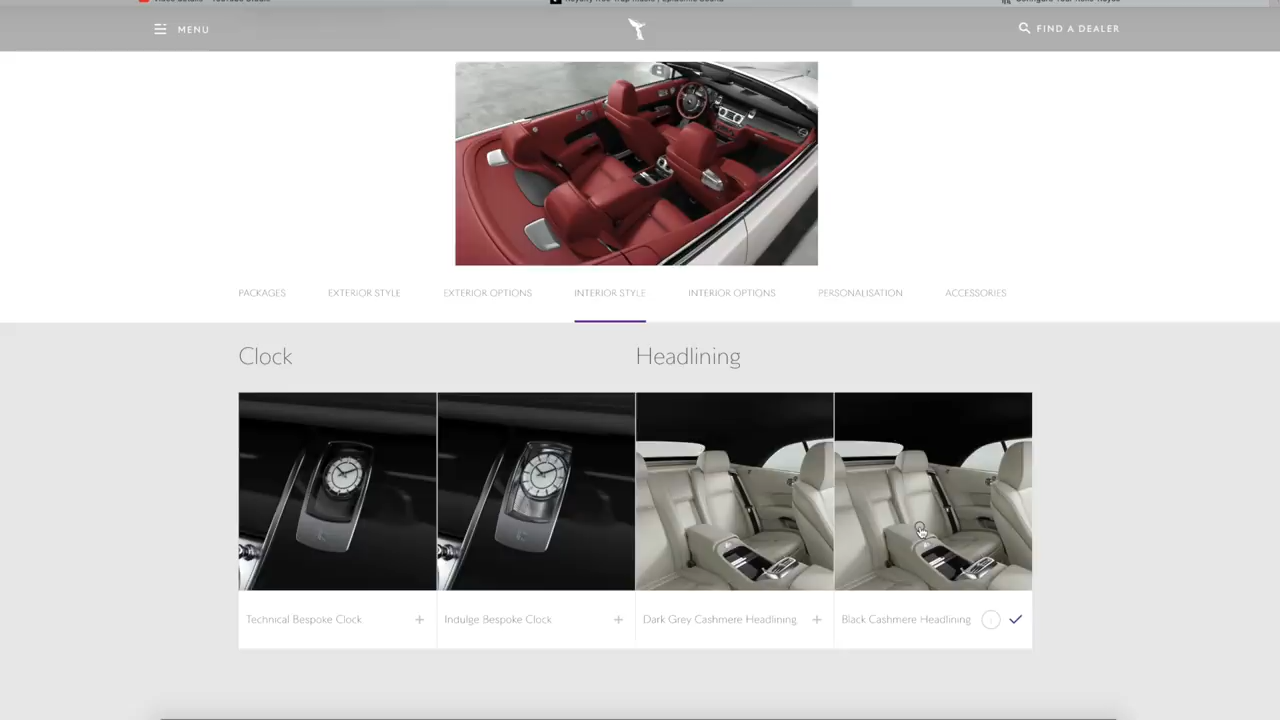 MENU
FIND A DEALER
PACKAGES
EXTERIOR STYLE
EXTERIOR OPTIONS
INTERIOR STYLE
INTERIOR OPTIONS
PERSONALISATION
ACCESSORIES
Clock
Headlining
Technical Bespoke Clock +
Indulge Bespoke Clock +
Dark Grey Cashmere Headlining +
Black Cashmere Headlining